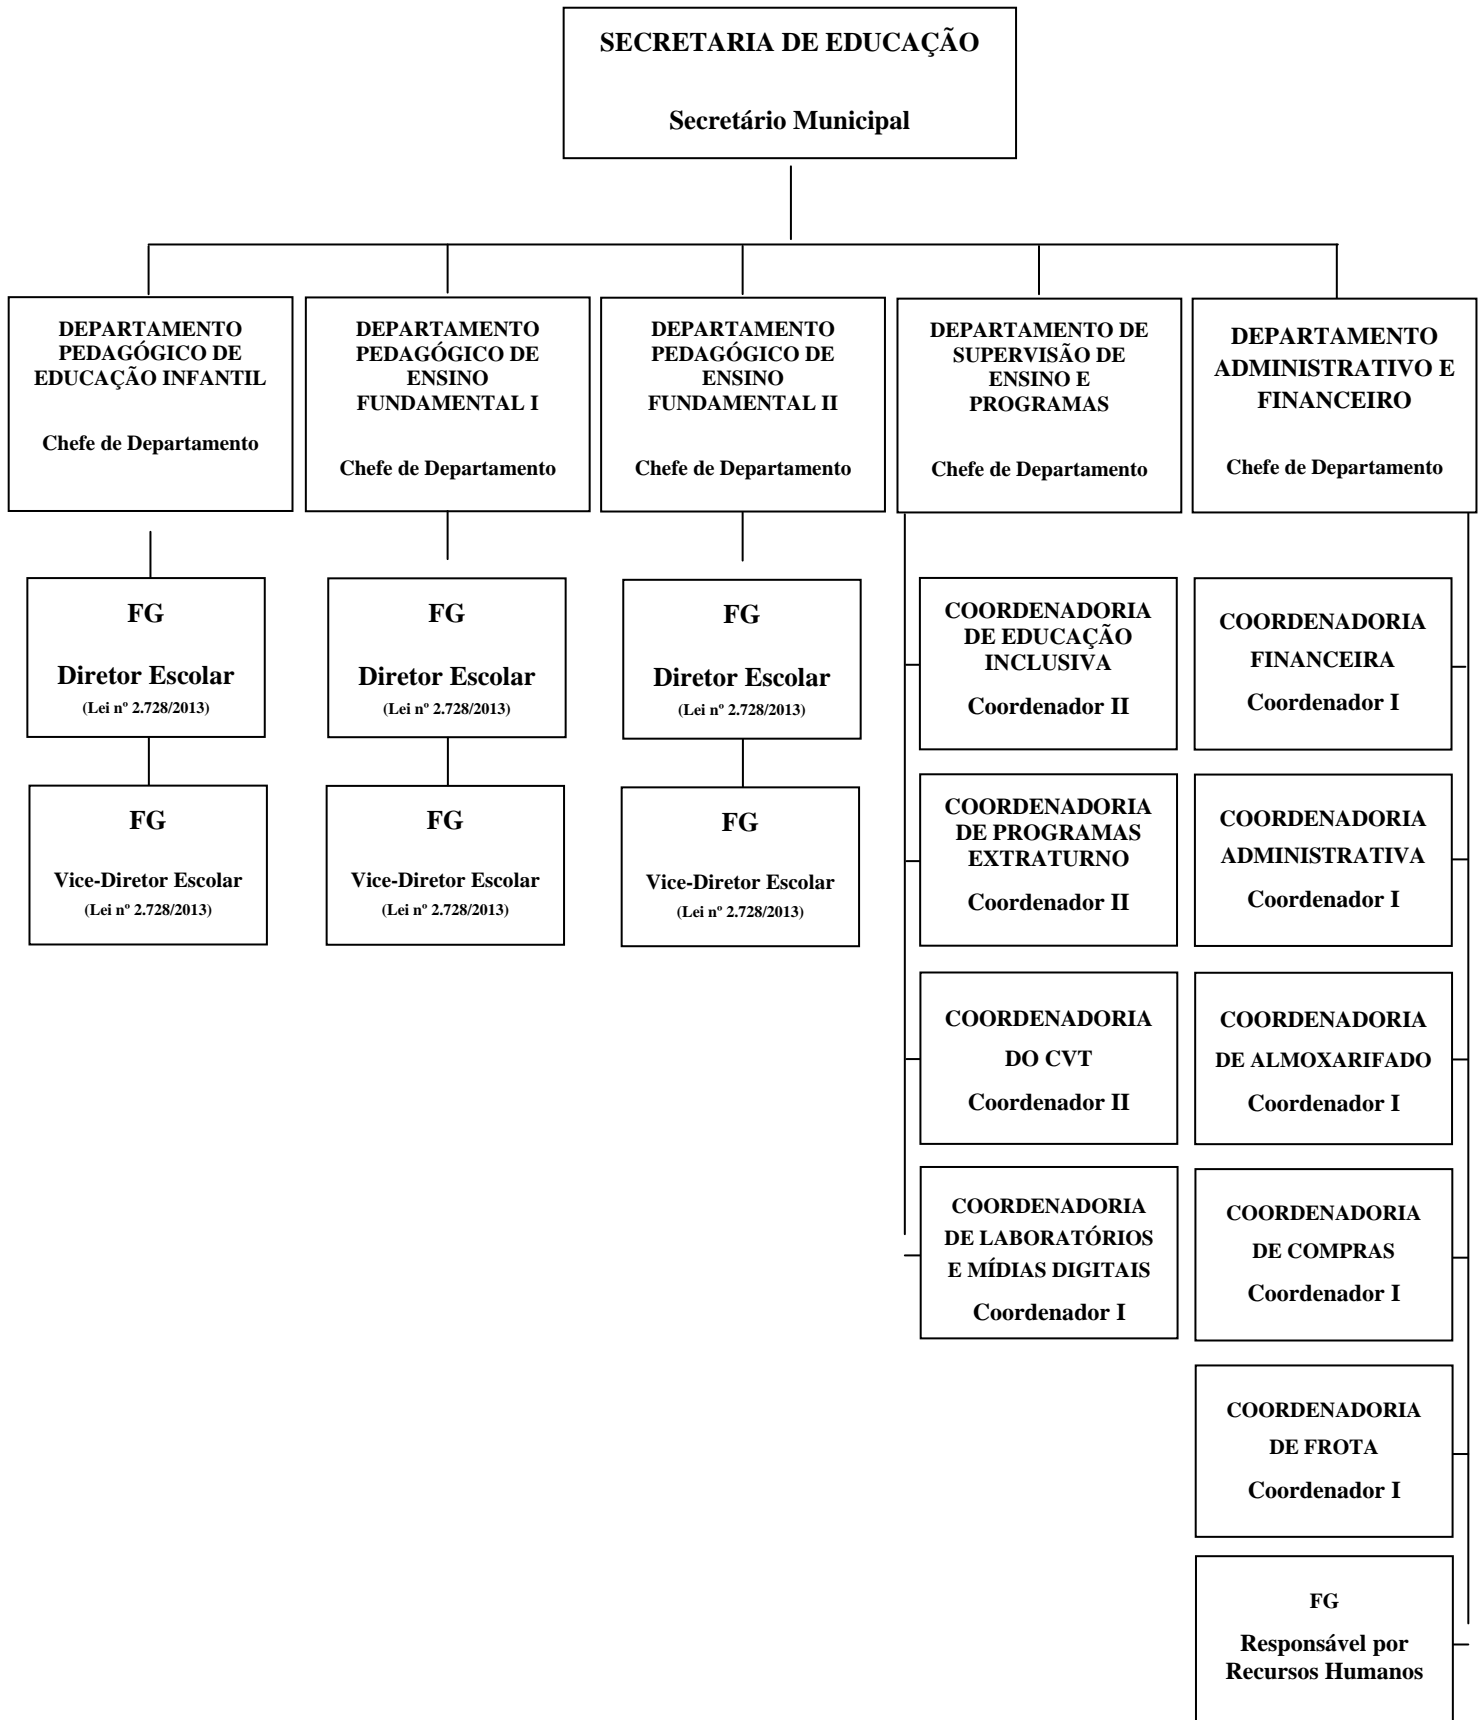 SECRETARIA DE EDUCAÇÃO
Secretário Municipal
DEPARTAMENTO
PEDAGÓGICO DE
EDUCAÇÃO INFANTIL
Chefe de Departamento
DEPARTAMENTO
PEDAGÓGICO DE
ENSINO
FUNDAMENTAL I
Chefe de Departamento
DEPARTAMENTO
PEDAGÓGICO DE
ENSINO
FUNDAMENTAL II
Chefe de Departamento
DEPARTAMENTO DE
SUPERVISÃO DE
ENSINO E
PROGRAMAS
Chefe de Departamento
DEPARTAMENTO
ADMINISTRATIVO E
FINANCEIRO
Chefe de Departamento
FG
Diretor Escolar
(Lei nº 2.728/2013)
FG
Diretor Escolar
(Lei nº 2.728/2013)
FG
Diretor Escolar
(Lei nº 2.728/2013)
COORDENADORIA
DE EDUCAÇÃO
INCLUSIVA
Coordenador II
COORDENADORIA
FINANCEIRA
Coordenador I
FG
Vice-Diretor Escolar
(Lei nº 2.728/2013)
FG
Vice-Diretor Escolar
(Lei nº 2.728/2013)
FG
Vice-Diretor Escolar
(Lei nº 2.728/2013)
COORDENADORIA
DE PROGRAMAS
EXTRATURNO
Coordenador II
COORDENADORIA
ADMINISTRATIVA
Coordenador I
COORDENADORIA
DO CVT
Coordenador II
COORDENADORIA
DE ALMOXARIFADO
Coordenador I
COORDENADORIA
DE LABORATÓRIOS
E MÍDIAS DIGITAIS
Coordenador I
COORDENADORIA
DE COMPRAS
Coordenador I
COORDENADORIA
DE FROTA
Coordenador I
FG
Responsável por
Recursos Humanos